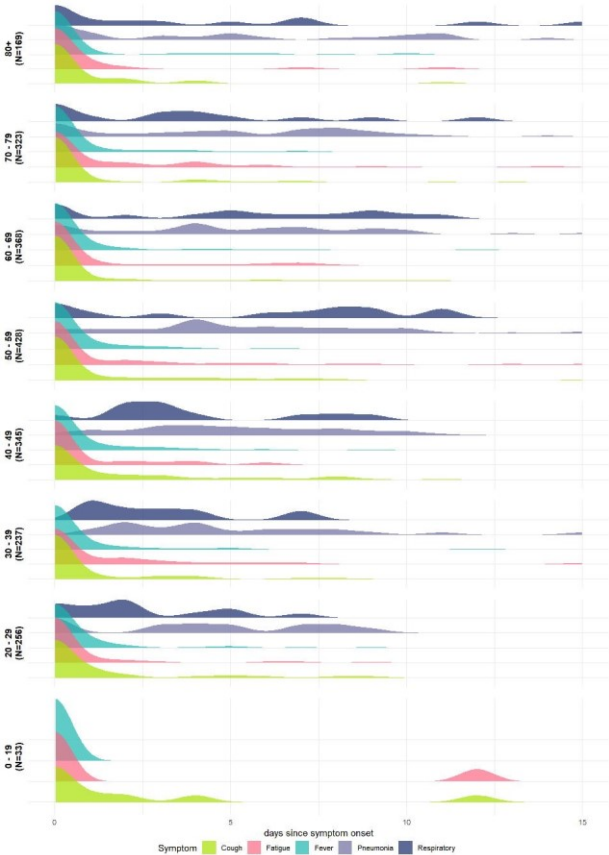 80+
(N=169)
70 - 79
(N=323)
60 - 69
(N=368)
50 - 59
(N=428)
40 - 49
(N=345)
30 - 39
(N=237)
20 - 29
(N=256)
0 - 19
(N=33)
0 5 10 15
days since symptom onset
Symptom Cough Fatigue Fever Pneumonia Respiratory